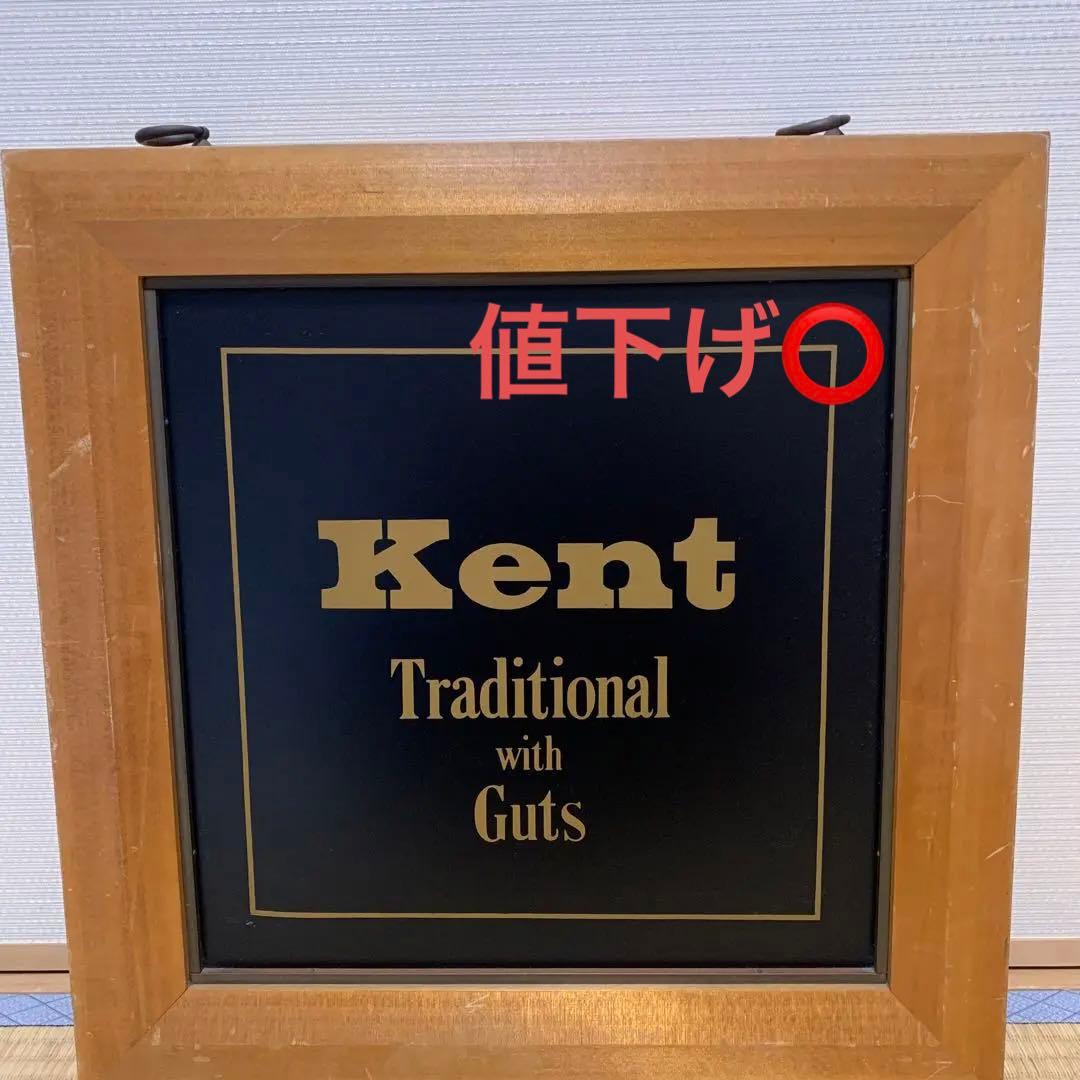 値下げ⭕
Kent
Traditional
with
Guts